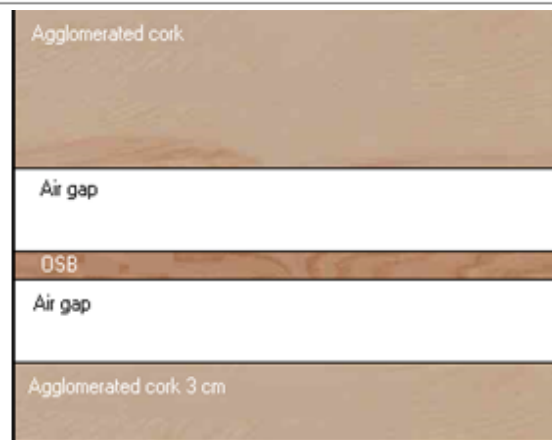 Agglomerated cork
Air gap
OSB
Air gap
Agglomerated cork 3 cm